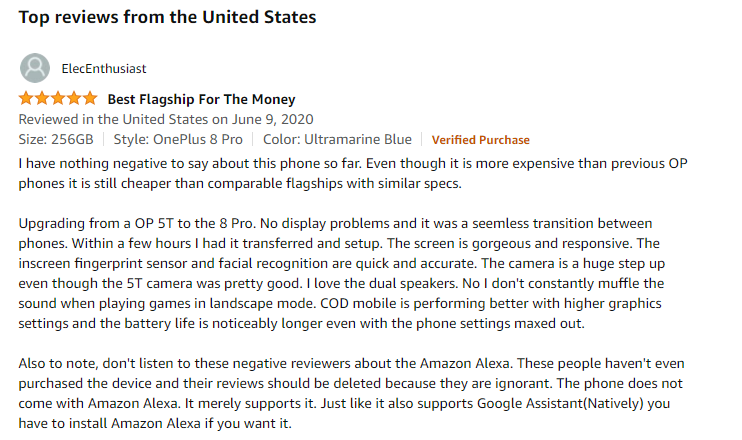 Top reviews from the United States
ElecEnthusiast
Best Flagship For The Money
Reviewed in the United States on June 9, 2020
Size: 256GB | Style: OnePlus 8 Pro | Color: Ultramarine Blue | Verified Purchase
I have nothing negative to say about this phone so far. Even though it is more expensive than previous OP
phones it is still cheaper than comparable flagships with similar specs.
Upgrading from a OP 5T to the 8 Pro. No display problems and it was a seemless transition between
phones. Within a few hours I had it transferred and setup. The screen is gorgeous and responsive. The
inscreen fingerprint sensor and facial recognition are quick and accurate. The camera is a huge step up
even though the 5T camera was pretty good. I love the dual speakers. No I don't constantly muffle the
sound when playing games in landscape mode. COD mobile is performing better with higher graphics
settings and the battery life is noticeably longer even with the phone settings maxed out.
Also to note, don't listen to these negative reviewers about the Amazon Alexa. These people haven't even
purchased the device and their reviews should be deleted because they are ignorant. The phone does not
come with Amazon Alexa. It merely supports it. Just like it also supports Google Assistant(Natively) you
have to install Amazon Alexa if you want it.